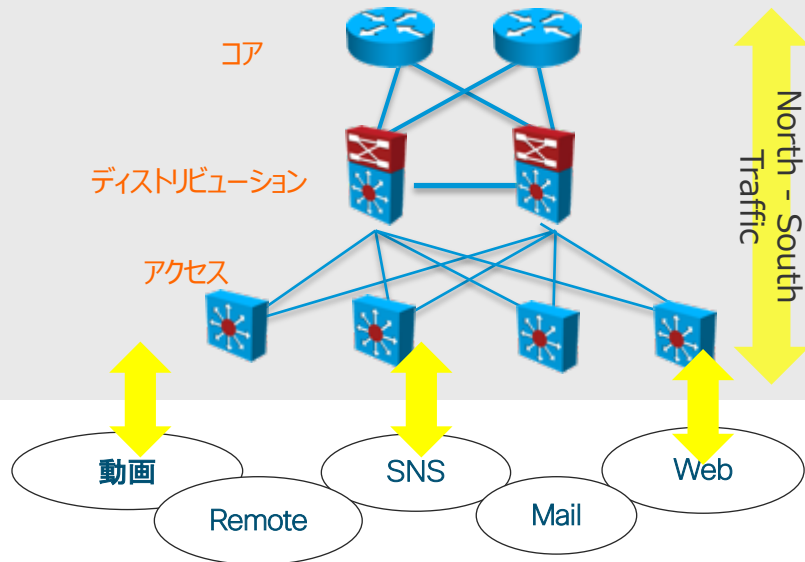 コア
ディストリビューション
アクセス
North - South
Traffic
動画
SNS
Web
Remote
Mail